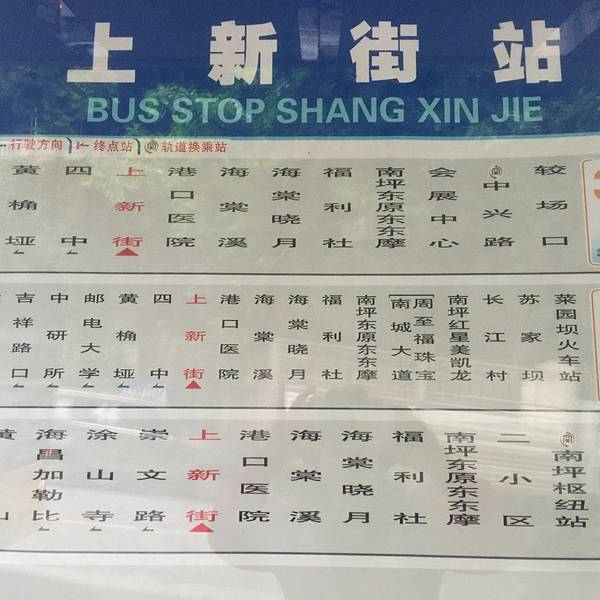 上新街站
BUS STOP SHANG XIN JIE
行驶方向 终点站 轨道换乘站
黄桷垭 四中 上新街 港口医院 海棠溪 海棠晓月 福利社 南坪东原东东摩 会展中心 中兴路 较场口
吉祥路口 中研所 邮电大学 黄桷垭 四中 上新街 港口医院 海棠溪 海棠晓月 福利社 南坪东原东东摩 [南城大道 周至福珠宝] 南坪红星美凯龙 长江村 苏家坝 菜园坝火车站
海昌加勒比 涂山寺 崇文路 上新街 港口医院 海棠溪 海棠晓月 福利社 南坪东原东东摩 二小区 南坪枢纽站